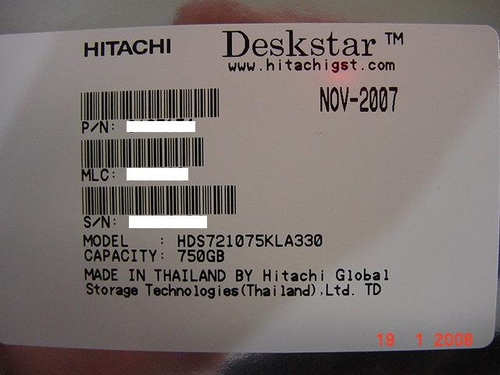 HITACHI Deskstar™
www.hitachigst.com
NOV-2007
P/N:
MLC:
S/N:
MODEL : HDS721075KLA330
CAPACITY: 750GB
MADE IN THAILAND BY Hitachi Global
Storage Technologies(Thailand).Ltd. TD
19 1 2008